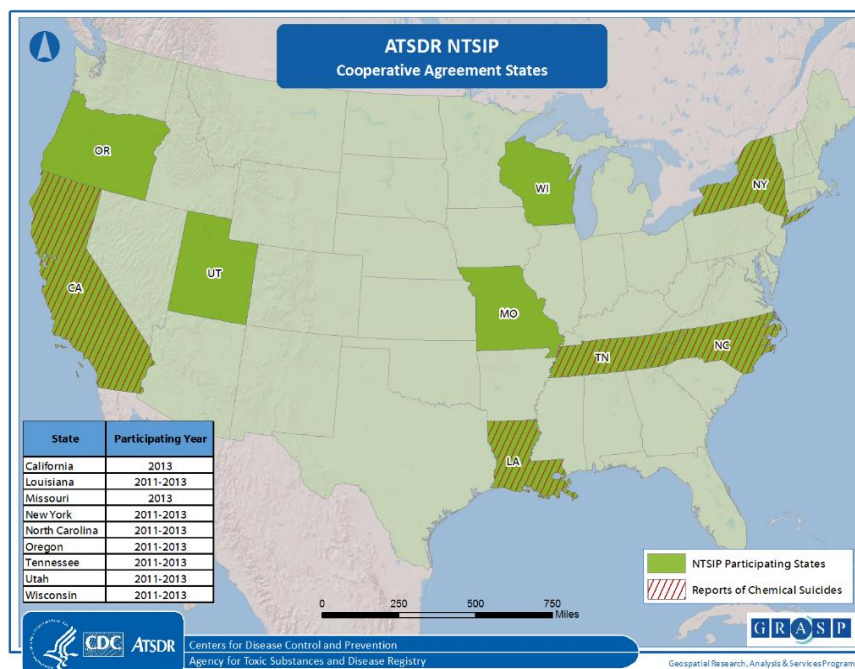 ATSDR NTSIP
Cooperative Agreement States
OR
WI
NY
UT
CA
MO
TN
NC
LA
State Participating Year
California 2013
Louisiana 2011-2013
Missouri 2013
New York 2011-2013
North Carolina 2011-2013
Oregon 2011-2013
Tennessee 2011-2013
Utah 2011-2013
Wisconsin 2011-2013
0 250 500 750
Miles
NTSIP Participating States
Reports of Chemical Suicides
CDC ATSDR
Centers for Disease Control and Prevention
Agency for Toxic Substances and Disease Registry
GRASP
Geospatial Research, Analysis & Services Program